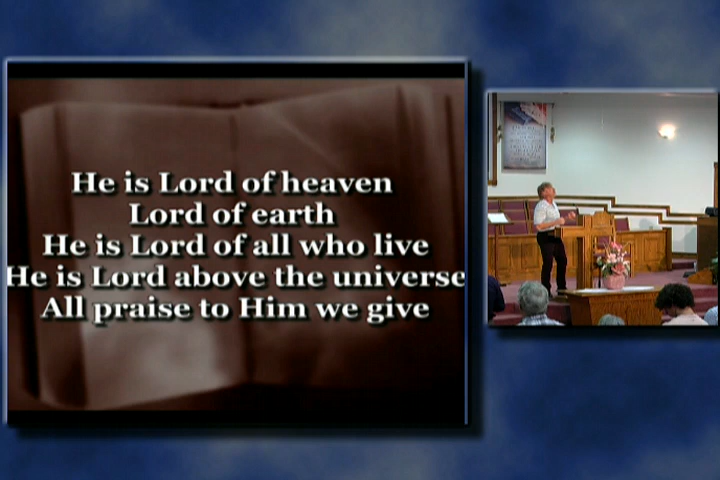 He is Lord of heaven
Lord of earth
He is Lord of all who live
He is Lord above the universe
All praise to Him we give